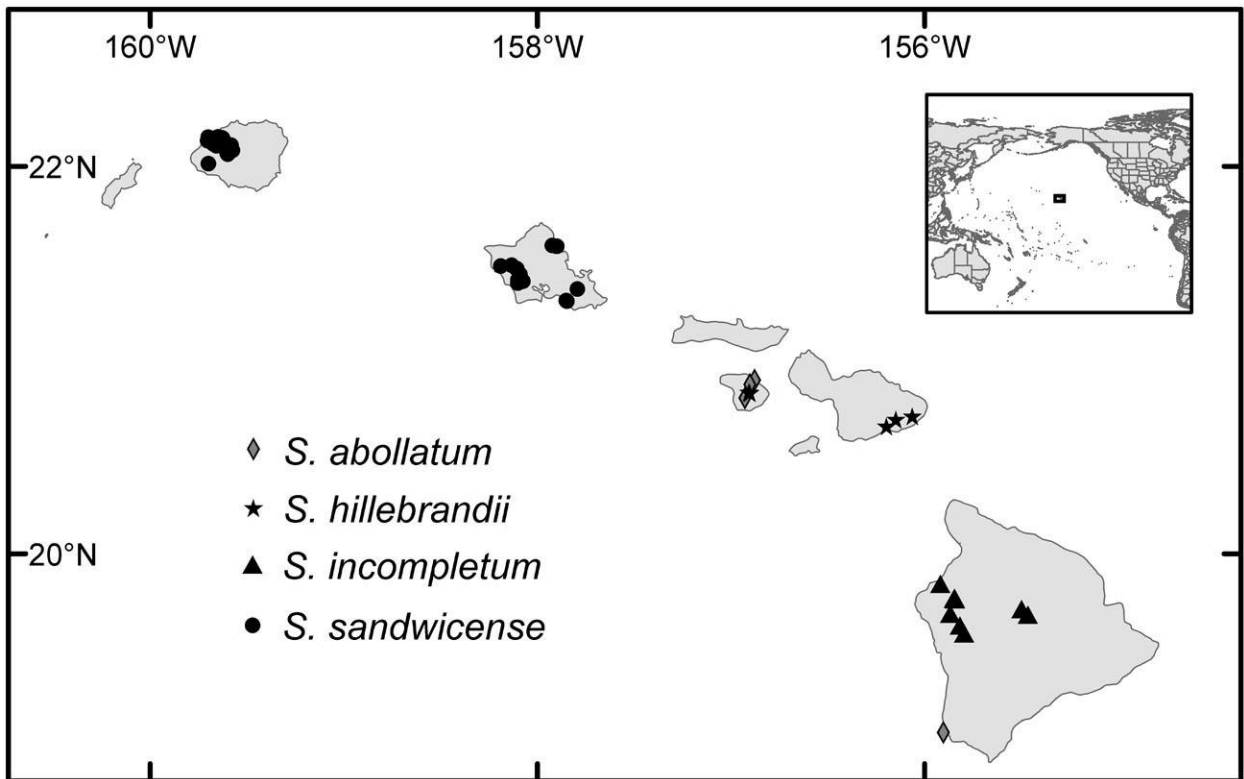 160°W 158°W 156°W
22°N
S. abollatum
S. hillebrandii
20°N
S. incompletum
S. sandwicense